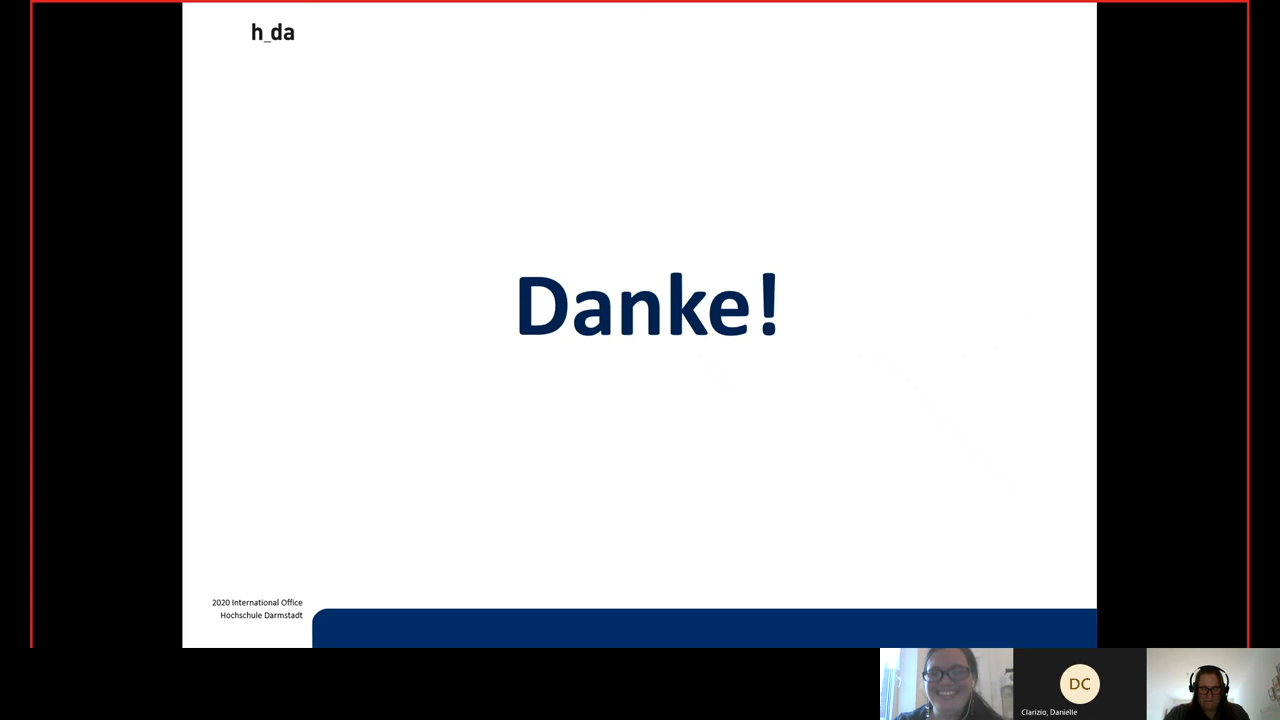 h_da
Danke!
2020 International Office
Hochschule Darmstadt
DC
Clarizio, Danielle